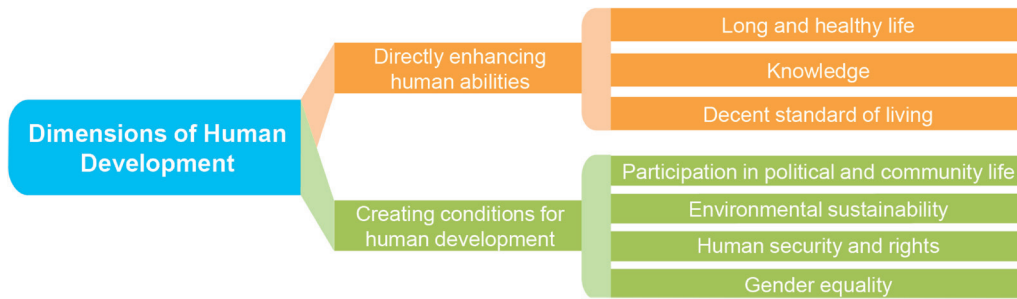 Dimensions of Human
Development
Directly enhancing
human abilities
Long and healthy life
Knowledge
Decent standard of living
Creating conditions for
human development
Participation in political and community life
Environmental sustainability
Human security and rights
Gender equality